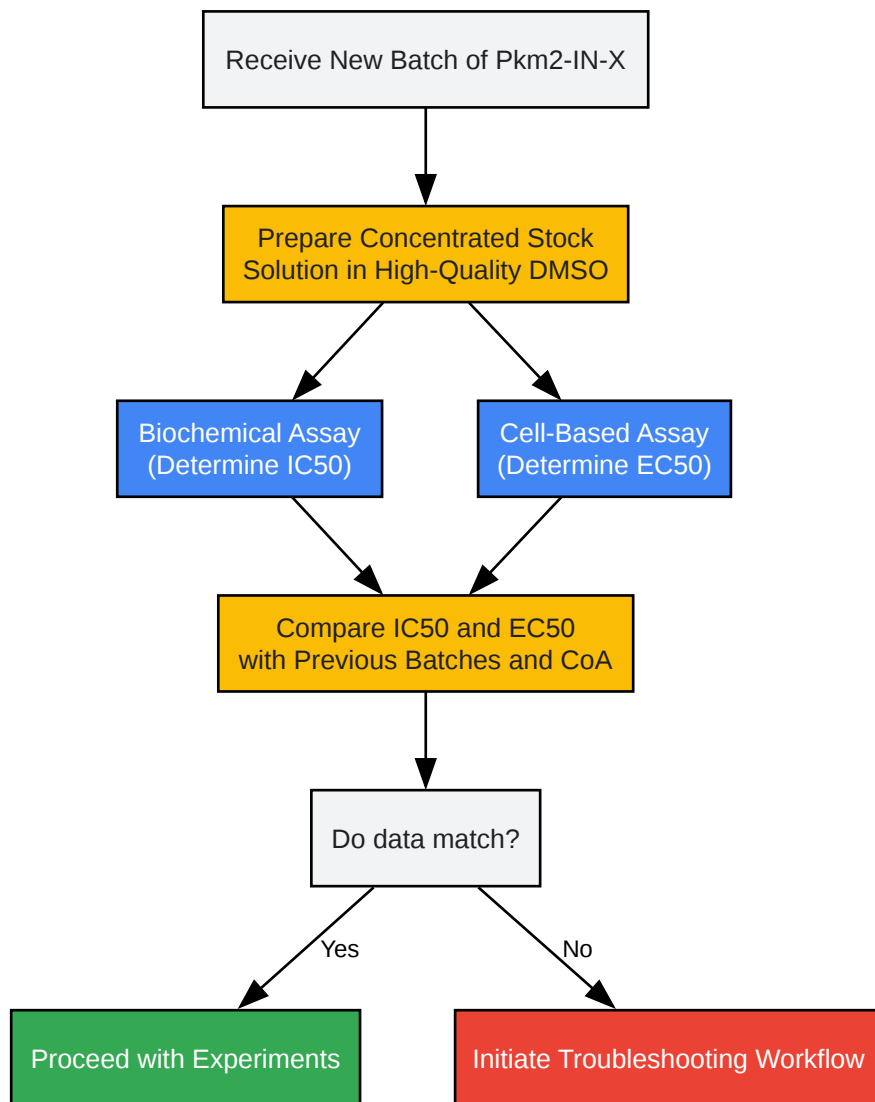 Receive New Batch of Pkm2-IN-X
Prepare Concentrated Stock
Solution in High-Quality DMSO
Biochemical Assay
(Determine IC50)
Cell-Based Assay
(Determine EC50)
Compare IC50 and EC50
with Previous Batches and CoA
Do data match?
Yes
No
Proceed with Experiments
Initiate Troubleshooting Workflow